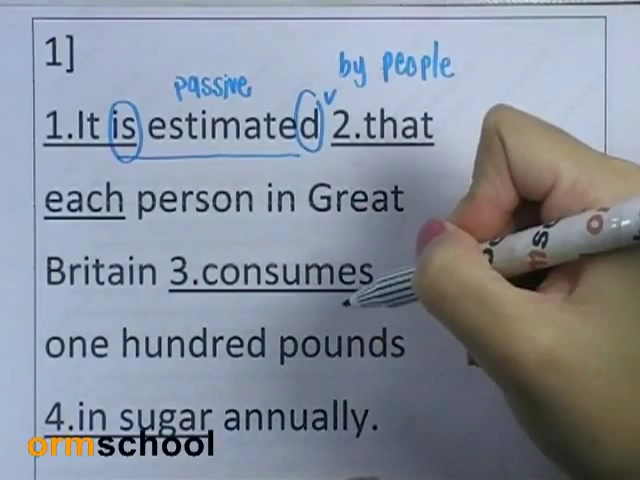 1]
passive
by people
1.It is estimated 2.that
each person in Great
Britain 3.consumes
one hundred pounds
4.in sugar annually.
ormschool